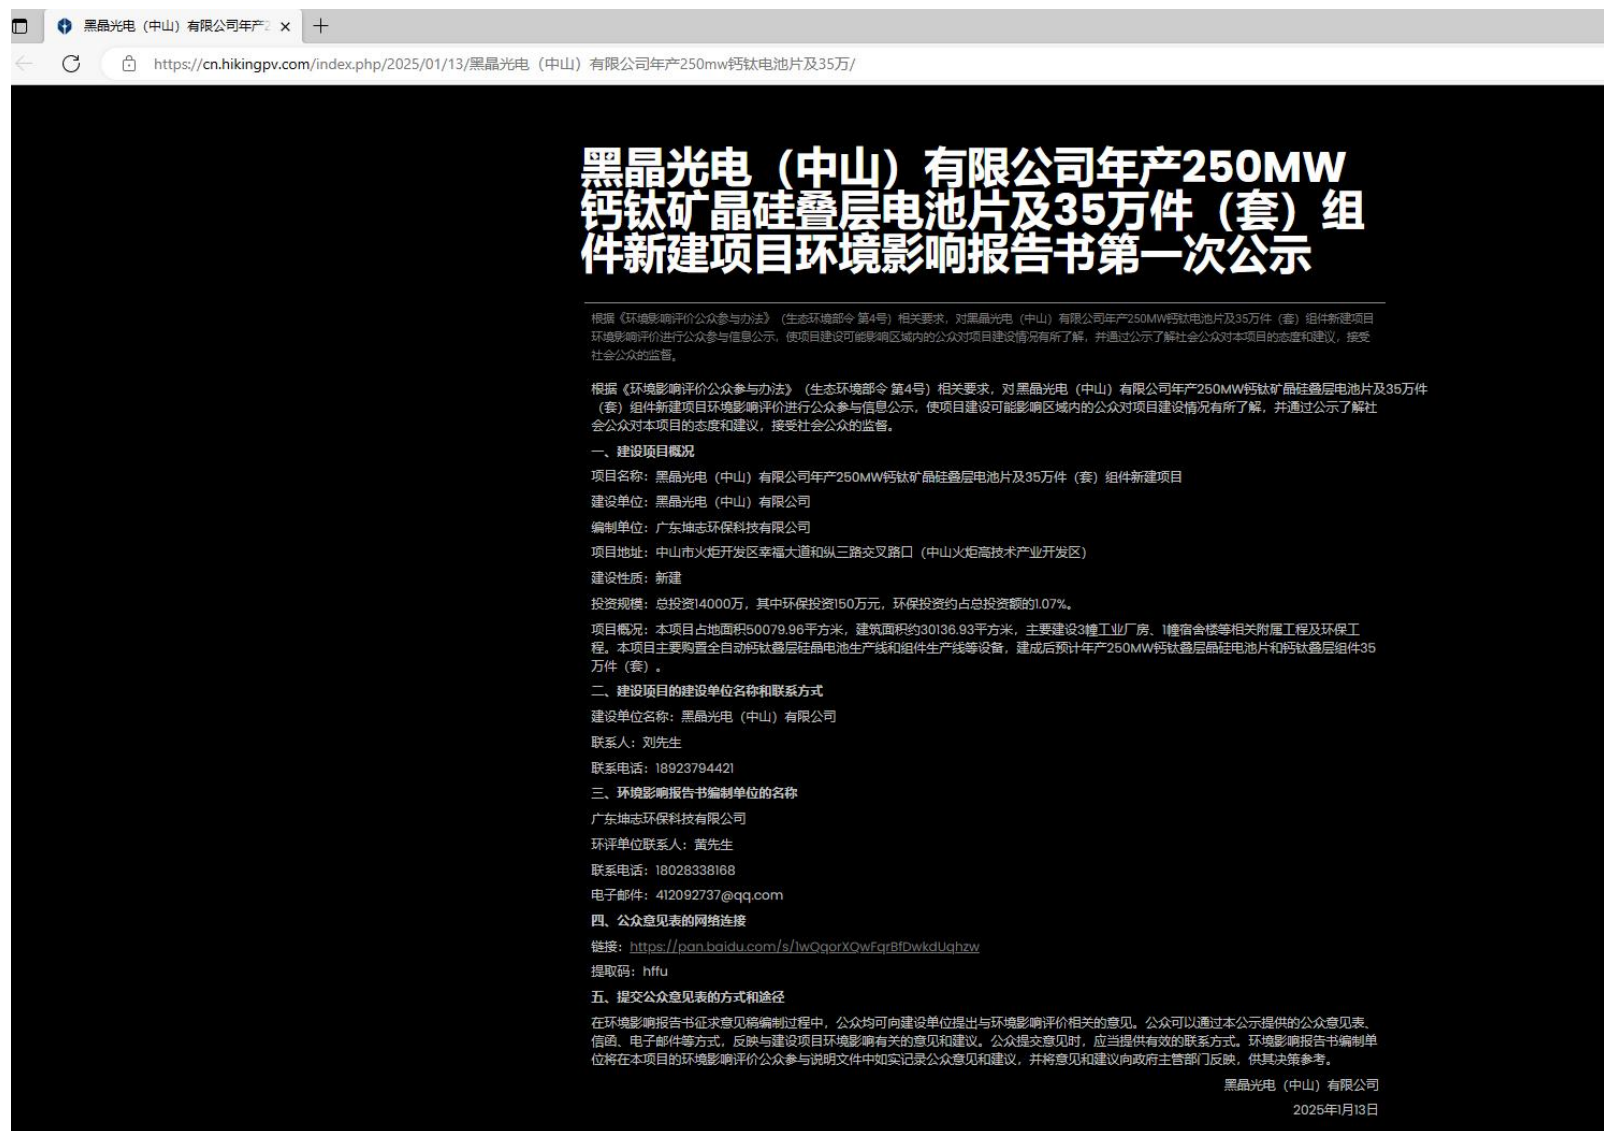 黑晶光电（中山）有限公司年产2
https://cn.hikingpv.com/index.php/2025/01/13/黑晶光电（中山）有限公司年产250mw钙钛电池片及35万/
黑晶光电（中山）有限公司年产250MW
钙钛矿晶硅叠层电池片及35万件（套）组
件新建项目环境影响报告书第一次公示
根据《环境影响评价公众参与办法》（生态环境部令 第4号）相关要求，对黑晶光电（中山）有限公司年产250MW钙钛电池片及35万件（套）组件新建项目
环境影响评价进行公众参与信息公示，使项目建设可能影响区域内的公众对项目建设情况有所了解，并通过公示了解社会公众对本项目的态度和建议，接受
社会公众的监督。
根据《环境影响评价公众参与办法》（生态环境部令 第4号）相关要求，对黑晶光电（中山）有限公司年产250MW钙钛矿晶硅叠层电池片及35万件
（套）组件新建项目环境影响评价进行公众参与信息公示，使项目建设可能影响区域内的公众对项目建设情况有所了解，并通过公示了解社
会公众对本项目的态度和建议，接受社会公众的监督。
一、建设项目概况
项目名称：黑晶光电（中山）有限公司年产250MW钙钛矿晶硅叠层电池片及35万件（套）组件新建项目
建设单位：黑晶光电（中山）有限公司
编制单位：广东坤志环保科技有限公司
项目地址：中山市火炬开发区幸福大道和纵三路交叉路口（中山火炬高技术产业开发区）
建设性质：新建
投资规模：总投资14000万，其中环保投资150万元，环保投资约占总投资额的1.07%。
项目概况：本项目占地面积50079.96平方米，建筑面积约30136.93平方米，主要建设3幢工业厂房、1幢宿舍楼等相关附属工程及环保工
程。本项目主要购置全自动钙钛叠层硅晶电池生产线和组件生产线等设备，建成后预计年产250MW钙钛叠层晶硅电池片和钙钛叠层组件35
万件（套）。
二、建设项目的建设单位名称和联系方式
建设单位名称：黑晶光电（中山）有限公司
联系人：刘先生
联系电话：18923794421
三、环境影响报告书编制单位的名称
广东坤志环保科技有限公司
环评单位联系人：黄先生
联系电话：18028338168
电子邮件：412092737@qq.com
四、公众意见表的网络连接
链接：https://pan.baidu.com/s/1wOqorXQwFqrBfDwkdUqhzw
提取码：hffu
五、提交公众意见表的方式和途径
在环境影响报告书征求意见稿编制过程中，公众均可向建设单位提出与环境影响评价相关的意见。公众可以通过本公示提供的公众意见表、
信函、电子邮件等方式，反映与建设项目环境影响有关的意见和建议。公众提交意见时，应当提供有效的联系方式。环境影响报告书编制单
位将在本项目的环境影响评价公众参与说明文件中如实记录公众意见和建议，并将意见和建议向政府主管部门反映，供其决策参考。
黑晶光电（中山）有限公司
2025年1月13日